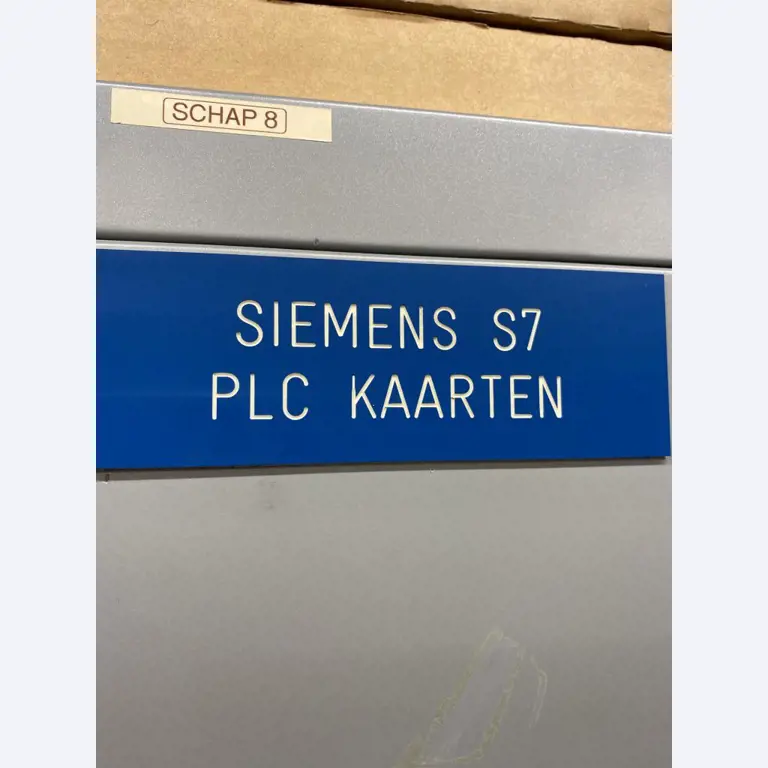 SCHAP 8
SIEMENS S7
PLC KAARTEN